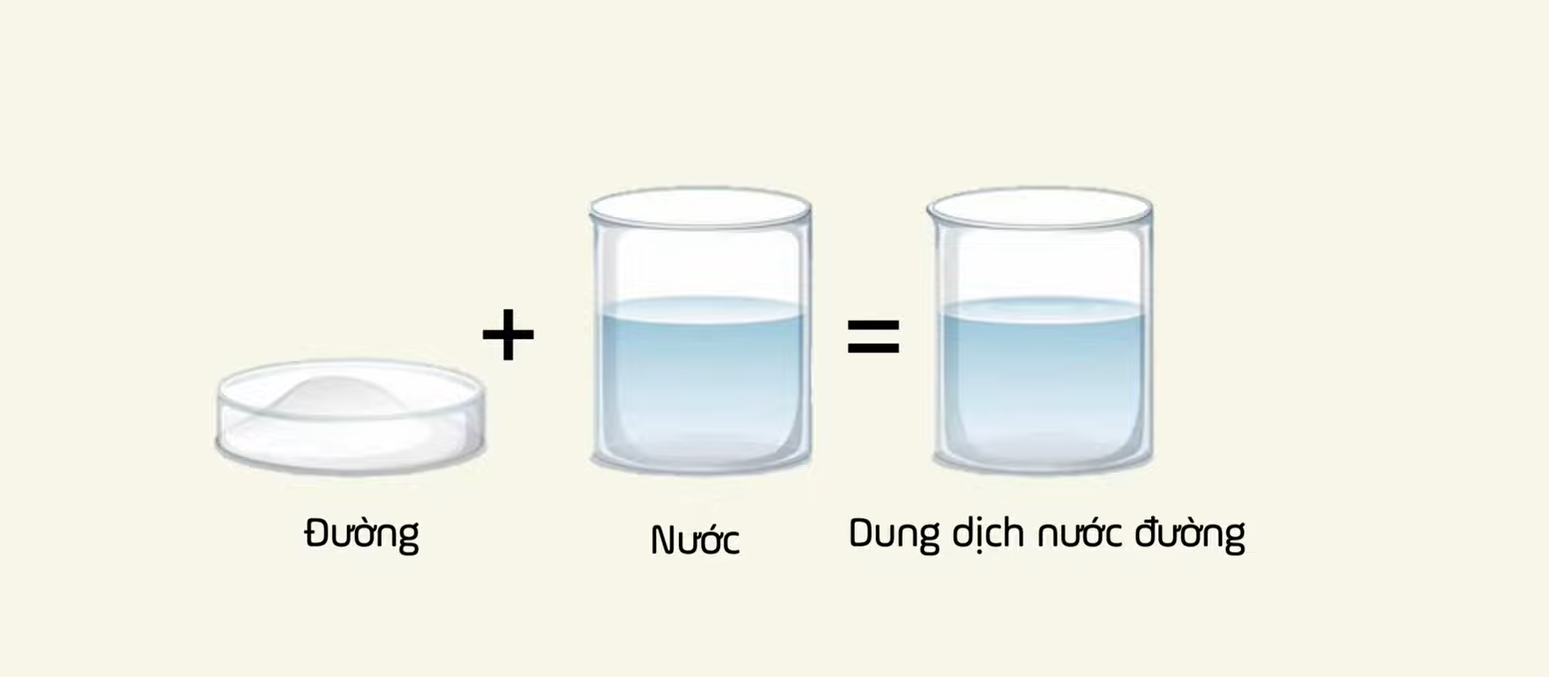 +
=
Đường
Nước
Dung dịch nước đường